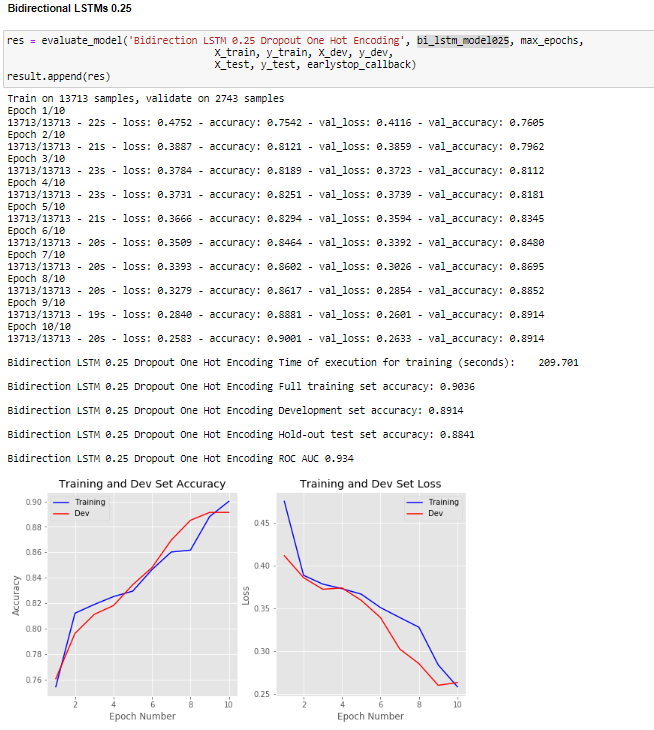 Bidirectional LSTMs 0.25
res = evaluate_model('Bidirection LSTM 0.25 Dropout One Hot Encoding', bi_lstm_model025, max_epochs,
X_train, y_train, X_dev, y_dev,
X_test, y_test, earlystop_callback)
result.append(res)
Train on 13713 samples, validate on 2743 samples
Epoch 1/10
13713/13713 - 22s - loss: 0.4752 - accuracy: 0.7542 - val_loss: 0.4116 - val_accuracy: 0.7605
Epoch 2/10
13713/13713 - 21s - loss: 0.3887 - accuracy: 0.8121 - val_loss: 0.3859 - val_accuracy: 0.7962
Epoch 3/10
13713/13713 - 23s - loss: 0.3784 - accuracy: 0.8189 - val_loss: 0.3723 - val_accuracy: 0.8112
Epoch 4/10
13713/13713 - 23s - loss: 0.3731 - accuracy: 0.8251 - val_loss: 0.3739 - val_accuracy: 0.8181
Epoch 5/10
13713/13713 - 21s - loss: 0.3666 - accuracy: 0.8294 - val_loss: 0.3594 - val_accuracy: 0.8345
Epoch 6/10
13713/13713 - 20s - loss: 0.3509 - accuracy: 0.8464 - val_loss: 0.3392 - val_accuracy: 0.8480
Epoch 7/10
13713/13713 - 20s - loss: 0.3393 - accuracy: 0.8602 - val_loss: 0.3026 - val_accuracy: 0.8695
Epoch 8/10
13713/13713 - 20s - loss: 0.3279 - accuracy: 0.8617 - val_loss: 0.2854 - val_accuracy: 0.8852
Epoch 9/10
13713/13713 - 19s - loss: 0.2840 - accuracy: 0.8881 - val_loss: 0.2601 - val_accuracy: 0.8914
Epoch 10/10
13713/13713 - 20s - loss: 0.2583 - accuracy: 0.9001 - val_loss: 0.2633 - val_accuracy: 0.8914
Bidirection LSTM 0.25 Dropout One Hot Encoding Time of execution for training (seconds): 209.701
Bidirection LSTM 0.25 Dropout One Hot Encoding Full training set accuracy: 0.9036
Bidirection LSTM 0.25 Dropout One Hot Encoding Development set accuracy: 0.8914
Bidirection LSTM 0.25 Dropout One Hot Encoding Hold-out test set accuracy: 0.8841
Bidirection LSTM 0.25 Dropout One Hot Encoding ROC AUC 0.934
Training and Dev Set Accuracy
Training
Dev
0.90
0.88
0.86
0.84
0.82
0.80
0.78
0.76
Accuracy
2 4 6 8 10
Epoch Number
Training and Dev Set Loss
Training
Dev
0.45
0.40
0.35
0.30
0.25
Loss
2 4 6 8 10
Epoch Number